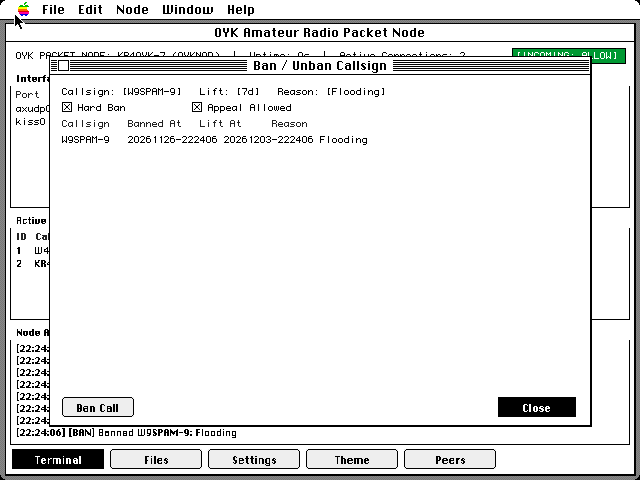 File Edit Node Window Help
OYK Amateur Radio Packet Node
OYK PACKET NODE: KR4OYK-7 (OYKNOD) | Uptime: 0s | Active Connections: 2 [INCOMING: ALLOW]
Ban / Unban Callsign
Interfa
Port
axudp0
kiss0
Callsign: [W9SPAM-9] Lift: [7d] Reason: [Flooding]
Hard Ban Appeal Allowed
Callsign Banned At Lift At Reason
W9SPAM-9 20261126-222406 20261203-222406 Flooding
Active
ID Cal
1 W4
2 KR4
Node A
[22:24:
[22:24:
[22:24:
[22:24:
[22:24:
[22:24:
[22:24:
[22:24:06] [BAN] Banned W9SPAM-9: Flooding
Ban Call Close
Terminal Files Settings Theme Peers